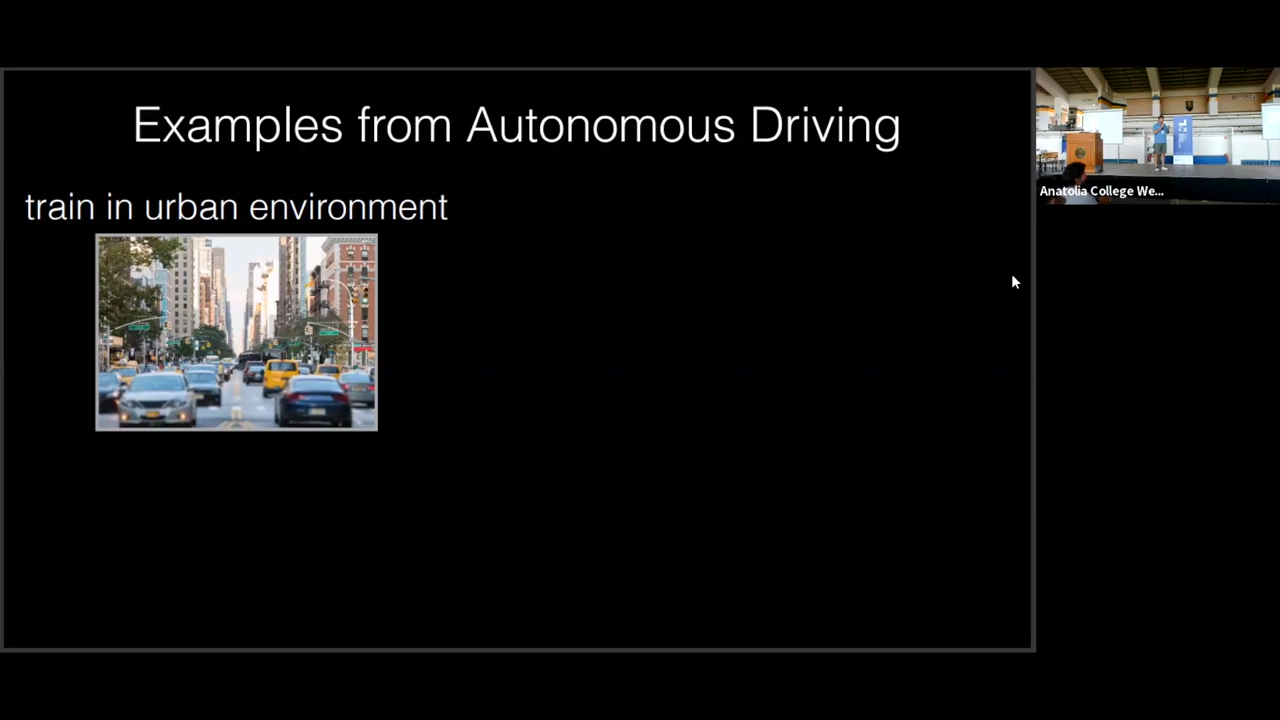 Examples from Autonomous Driving
train in urban environment
Anatolia College We...